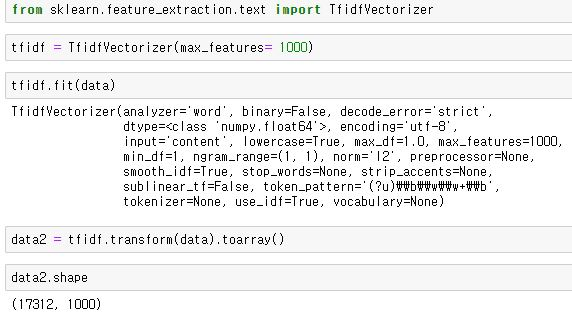 from sklearn.feature_extraction.text import TfidfVectorizer
tfidf = TfidfVectorizer(max_features= 1000)
tfidf.fit(data)
TfidfVectorizer(analyzer='word', binary=False, decode_error='strict',
dtype=<class 'numpy.float64'>, encoding='utf-8',
input='content', lowercase=True, max_df=1.0, max_features=1000,
min_df=1, ngram_range=(1, 1), norm='l2', preprocessor=None,
smooth_idf=True, stop_words=None, strip_accents=None,
sublinear_tf=False, token_pattern='(?u)₩₩b₩₩w₩₩w+₩₩b',
tokenizer=None, use_idf=True, vocabulary=None)
data2 = tfidf.transform(data).toarray()
data2.shape
(17312, 1000)